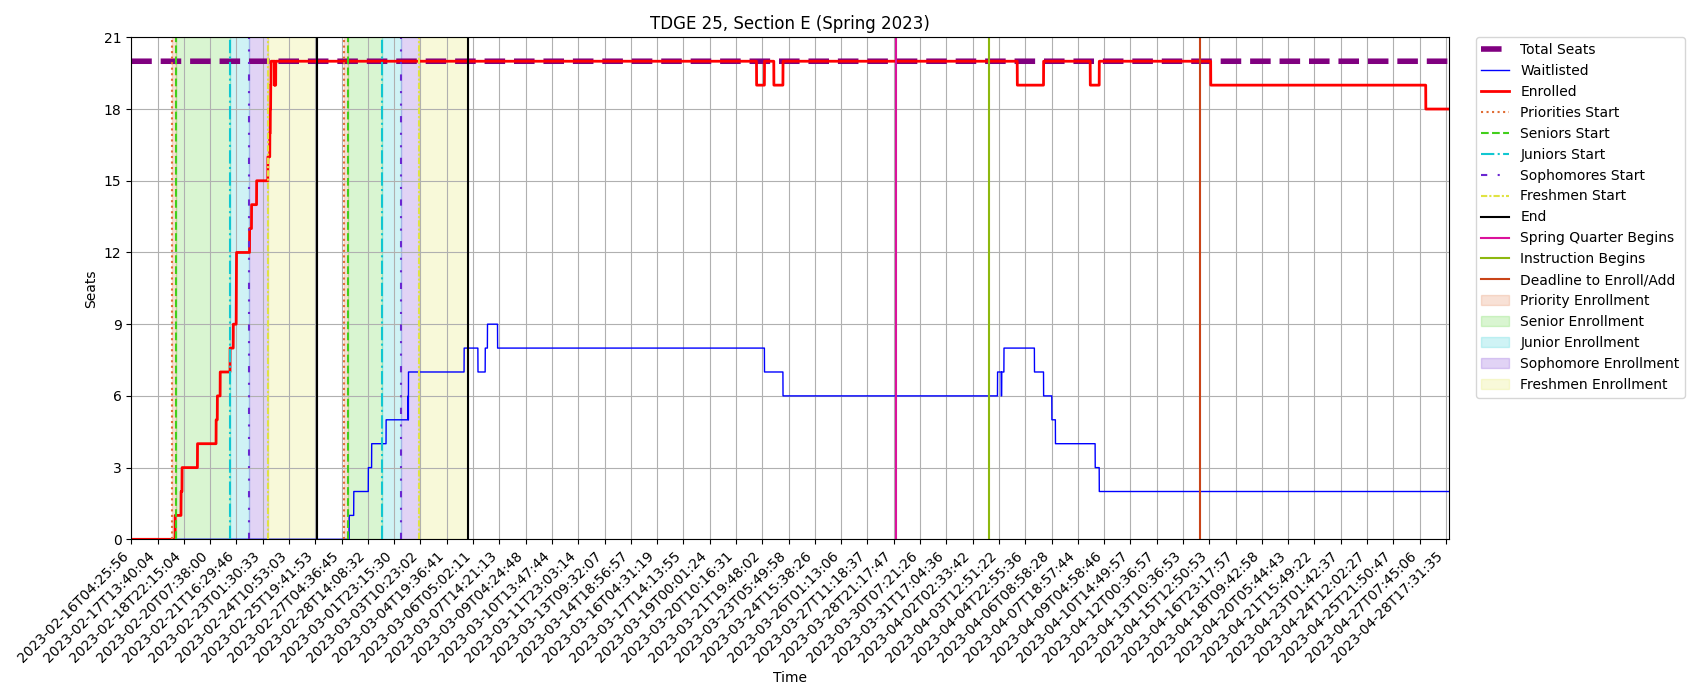 TDGE 25, Section E (Spring 2023)
21
18
15
12
9
6
3
0
Seats
2023-02-16T04:25:56
2023-02-17T13:40:04
2023-02-18T22:15:04
2023-02-20T07:38:00
2023-02-21T16:29:46
2023-02-23T01:30:33
2023-02-24T10:53:03
2023-02-25T19:41:53
2023-02-27T04:36:45
2023-02-28T14:08:32
2023-03-01T23:15:30
2023-03-03T10:23:02
2023-03-04T19:36:41
2023-03-06T05:02:11
2023-03-07T14:21:13
2023-03-09T04:24:48
2023-03-10T13:47:44
2023-03-11T23:03:14
2023-03-13T09:32:07
2023-03-14T18:56:57
2023-03-16T04:31:19
2023-03-17T14:13:55
2023-03-19T00:01:24
2023-03-20T10:16:31
2023-03-21T19:48:02
2023-03-23T05:49:58
2023-03-24T15:38:26
2023-03-26T01:13:06
2023-03-27T11:18:37
2023-03-28T21:17:47
2023-03-30T07:21:26
2023-03-31T17:04:36
2023-04-02T02:33:42
2023-04-03T12:51:22
2023-04-04T22:55:36
2023-04-06T08:58:28
2023-04-07T18:57:44
2023-04-09T04:58:46
2023-04-10T14:49:57
2023-04-12T00:36:57
2023-04-13T10:36:53
2023-04-15T12:50:53
2023-04-16T23:17:57
2023-04-18T09:42:58
2023-04-20T05:44:43
2023-04-21T15:49:22
2023-04-23T01:42:37
2023-04-24T12:02:27
2023-04-25T21:50:47
2023-04-27T07:45:06
2023-04-28T17:31:35
Time
Total Seats
Waitlisted
Enrolled
Priorities Start
Seniors Start
Juniors Start
Sophomores Start
Freshmen Start
End
Spring Quarter Begins
Instruction Begins
Deadline to Enroll/Add
Priority Enrollment
Senior Enrollment
Junior Enrollment
Sophomore Enrollment
Freshmen Enrollment